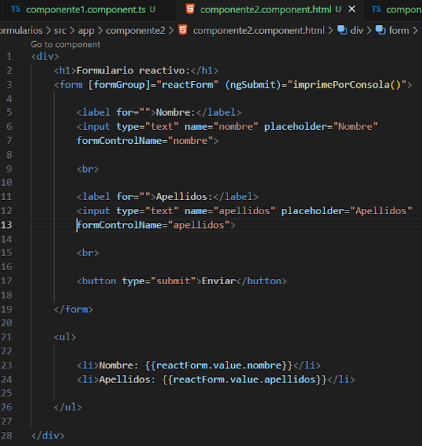 componente1.component.ts U
componente2.component.html U
ormularios > src > app > componente2 > componente2.component.html > div > form >
Go to component
1 <div>
2 <h1>Formulario reactivo:</h1>
3 <form [formGroup]="reactForm" (ngSubmit)="imprimePorConsola()">
4
5 <label for="">Nombre:</label>
6 <input type="text" name="nombre" placeholder="Nombre"
7 formControlName="nombre">
8
9 <br>
10
11 <label for="">Apellidos:</label>
12 <input type="text" name="apellidos" placeholder="Apellidos"
13 formControlName="apellidos">
14
15 <br>
16
17 <button type="submit">Enviar</button>
18
19 </form>
20
21 <ul>
22
23 <li>Nombre: {{reactForm.value.nombre}}</li>
24 <li>Apellidos: {{reactForm.value.apellidos}}</li>
25
26 </ul>
27
28 </div>